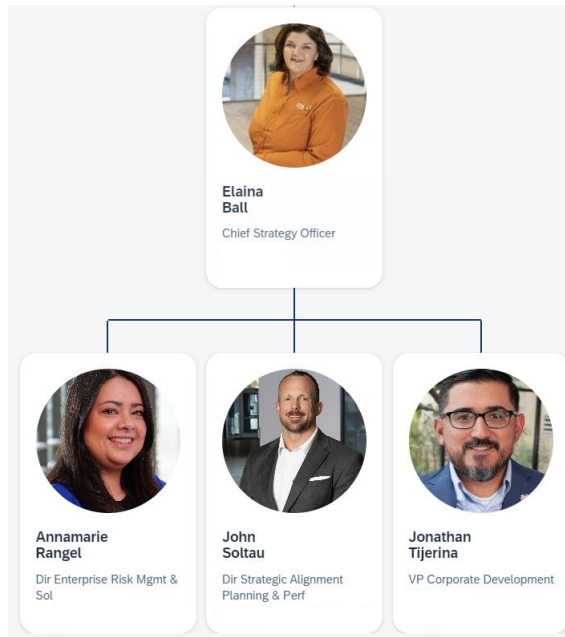 Elaina
Ball
Chief Strategy Officer
Annamarie
Rangel
Dir Enterprise Risk Mgmt &
Sol
John
Soltau
Dir Strategic Alignment
Planning & Perf
Jonathan
Tijerina
VP Corporate Development